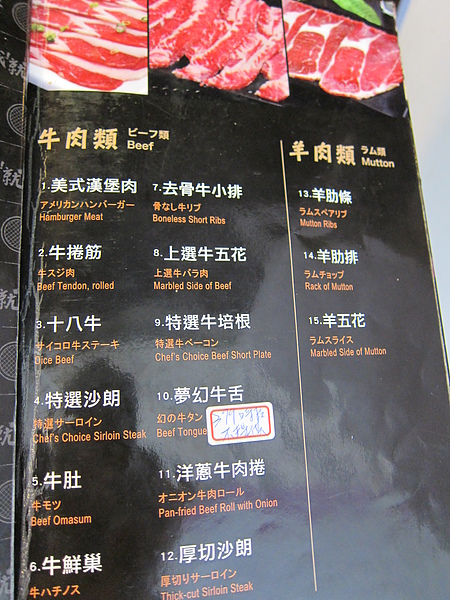 牛肉類 ビーフ類
Beef
1.美式漢堡肉
アメリカンハンバーガー
Hamburger Meat
2.牛捲筋
牛スジ肉
Beef Tendon, rolled
3.十八牛
サイコロ牛ステーキ
Dice Beef
4.特選沙朗
特選サーロイン
Chef's Choice Sirloin Steak
5.牛肚
牛モツ
Beef Omasum
6.牛鮮巢
牛ハチノス
7.去骨牛小排
骨なし牛リブ
Boneless Short Ribs
8.上選牛五花
上選牛バラ肉
Marbled Side of Beef
9.特選牛培根
特選牛ベーコン
Chef's Choice Beef Short Plate
10.夢幻牛舌
幻の牛タン
Beef Tongue
11.洋蔥牛肉捲
オニオン牛肉ロール
Pan-fried Beef Roll with Onion
12.厚切沙朗
厚切りサーロイン
Thick-cut Sirloin Steak
羊肉類 ラム類
Mutton
13.羊肋條
ラムスペアリブ
Mutton Ribs
14.羊肋排
ラムチョップ
Rack of Mutton
15.羊五花
ラムスライス
Marbled Side of Mutton